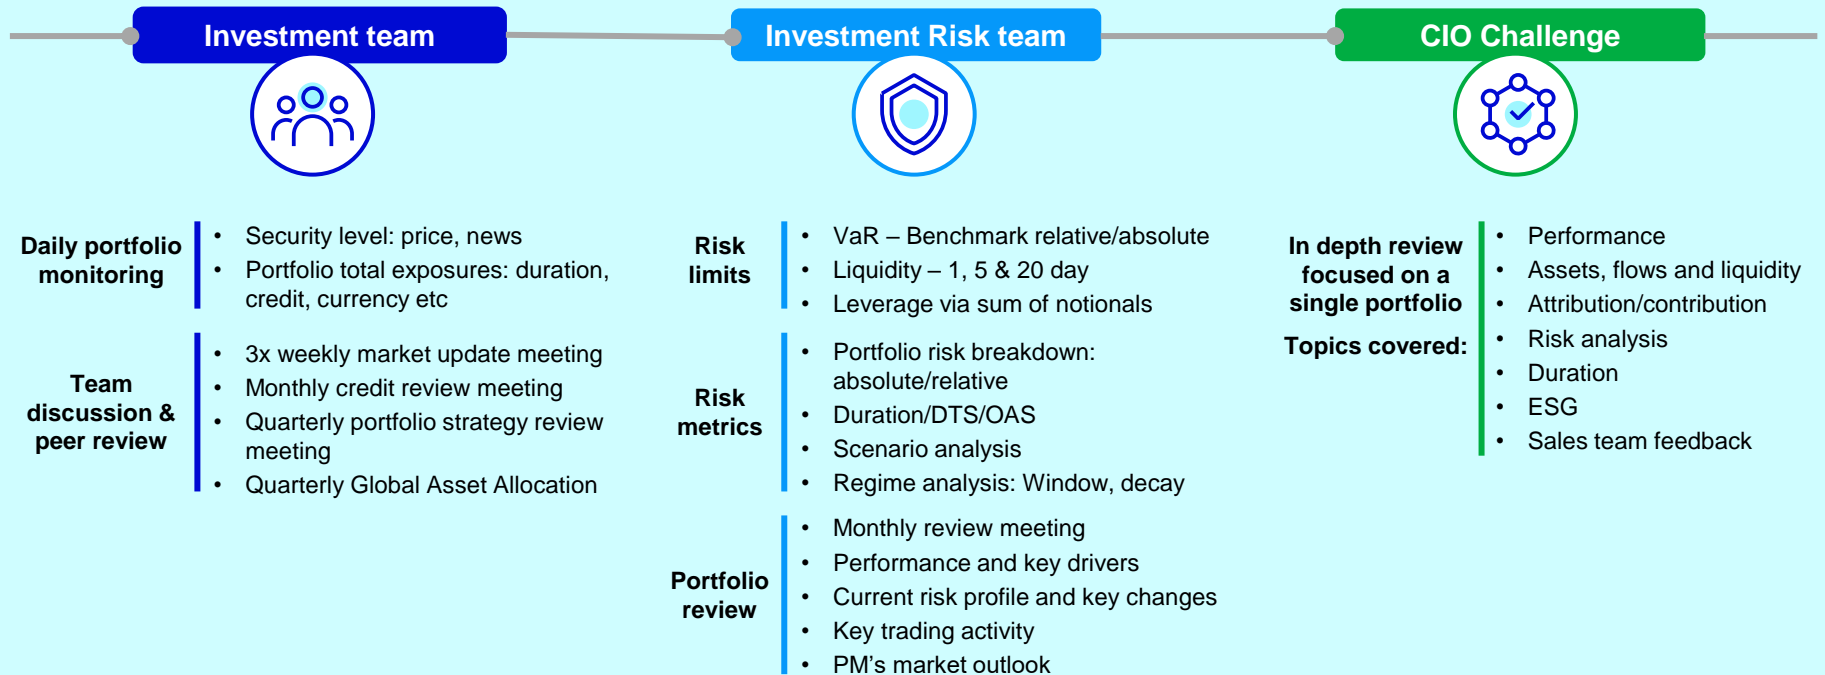 Investment team
Investment Risk team
CIO Challenge
Daily portfolio
monitoring
• Security level: price, news
• Portfolio total exposures: duration,
credit, currency etc
Team
discussion &
peer review
• 3x weekly market update meeting
• Monthly credit review meeting
• Quarterly portfolio strategy review
meeting
• Quarterly Global Asset Allocation
Risk
limits
• VaR – Benchmark relative/absolute
• Liquidity – 1, 5 & 20 day
• Leverage via sum of notionals
Risk
metrics
• Portfolio risk breakdown:
absolute/relative
• Duration/DTS/OAS
• Scenario analysis
• Regime analysis: Window, decay
Portfolio
review
• Monthly review meeting
• Performance and key drivers
• Current risk profile and key changes
• Key trading activity
• PM's market outlook
In depth review
focused on a
single portfolio
Topics covered:
• Performance
• Assets, flows and liquidity
• Attribution/contribution
• Risk analysis
• Duration
• ESG
• Sales team feedback